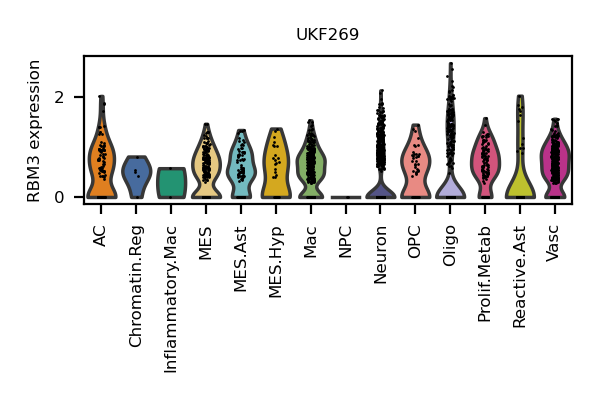 UKF269
RBM3 expression
2
0
AC
Chromatin.Reg
Inflammatory.Mac
MES
MES.Ast
MES.Hyp
Mac
NPC
Neuron
OPC
Oligo
Prolif.Metab
Reactive.Ast
Vasc